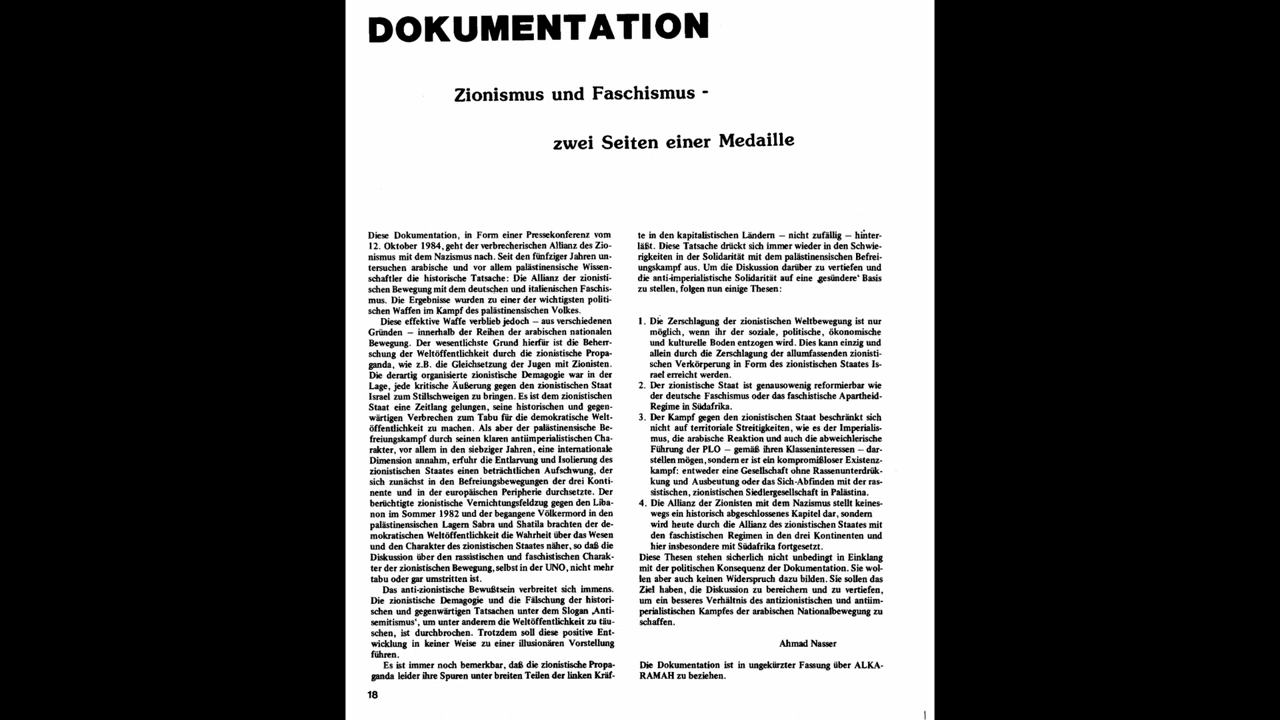 DOKUMENTATION
Zionismus und Faschismus -
zwei Seiten einer Medaille
Diese Dokumentation, in Form einer Pressekonferenz vom
12. Oktober 1984, geht der verbrecherischen Allianz des Zio-
nismus mit dem Nazismus nach. Seit den fünfziger Jahren un-
tersuchen arabische und vor allem palästinensische Wissen-
schaftler die historische Tatsache: Die Allianz der zionisti-
schen Bewegung mit dem deutschen und italienischen Faschis-
mus. Die Ergebnisse wurden zu einer der wichtigsten politi-
schen Waffen im Kampf des palästinensischen Volkes.
Diese effektive Waffe verblieb jedoch — aus verschiedenen
Gründen — innerhalb der Reihen der arabischen nationalen
Bewegung. Der wesentlichste Grund hierfür ist die Beherr-
schung der Weltöffentlichkeit durch die zionistische Propa-
ganda, wie z.B. die Gleichsetzung der Jugen mit Zionisten.
Die derartig organisierte zionistische Demagogie war in der
Lage, jede kritische Äußerung gegen den zionistischen Staat
Israel zum Stillschweigen zu bringen. Es ist dem zionistischen
Staat eine Zeitlang gelungen, seine historischen und gegen-
wärtigen Verbrechen zum Tabu für die demokratische Welt-
öffentlichkeit zu machen. Als aber der palästinensische Be-
freiungskampf durch seinen klaren antiimperialistischen Cha-
rakter, vor allem in den siebziger Jahren, eine internationale
Dimension annahm, erfuhr die Entlarvung und Isolierung des
zionistischen Staates einen beträchtlichen Aufschwung, der
sich zunächst in den Befreiungsbewegungen der drei Konti-
nente und in der europäischen Peripherie durchsetzte. Der
berüchtigte zionistische Vernichtungsfeldzug gegen den Liba-
non im Sommer 1982 und der begangene Völkermord in den
palästinensischen Lagern Sabra und Shatila brachten der de-
mokratischen Weltöffentlichkeit die Wahrheit über das Wesen
und den Charakter des zionistischen Staates näher, so daß die
Diskussion über den rassistischen und faschistischen Charak-
ter der zionistischen Bewegung, selbst in der UNO, nicht mehr
tabu oder gar umstritten ist.
Das anti-zionistische Bewußtsein verbreitet sich immens.
Die zionistische Demagogie und die Fälschung der histori-
schen und gegenwärtigen Tatsachen unter dem Slogan ‚Anti-
semitismus‘, um unter anderem die Weltöffentlichkeit zu täu-
schen, ist durchbrochen. Trotzdem soll diese positive Ent-
wicklung in keiner Weise zu einer illusionären Vorstellung
führen.
Es ist immer noch bemerkbar, daß die zionistische Propa-
ganda leider ihre Spuren unter breiten Teilen der linken Kräf-
18
te in den kapitalistischen Ländern — nicht zufällig — hinter-
läßt. Diese Tatsache drückt sich immer wieder in den Schwie-
rigkeiten in der Solidarität mit dem palästinensischen Befrei-
ungskampf aus. Um die Diskussion darüber zu vertiefen und
die anti-imperialistische Solidarität auf eine ‚gesündere‘ Basis
zu stellen, folgen nun einige Thesen:
1. Die Zerschlagung der zionistischen Weltbewegung ist nur
möglich, wenn ihr der soziale, politische, ökonomische
und kulturelle Boden entzogen wird. Dies kann einzig und
allein durch die Zerschlagung der allumfassenden zionisti-
schen Verkörperung in Form des zionistischen Staates Is-
rael erreicht werden.
2. Der zionistische Staat ist genausowenig reformierbar wie
der deutsche Faschismus oder das faschistische Apartheid-
Regime in Südafrika.
3. Der Kampf gegen den zionistischen Staat beschränkt sich
nicht auf territoriale Streitigkeiten, wie es der Imperialis-
mus, die arabische Reaktion und auch die abweichlerische
Führung der PLO — gemäß ihren Klasseninteressen — dar-
stellen mögen, sondern er ist ein kompromißloser Existenz-
kampf: entweder eine Gesellschaft ohne Rassenunterdrük-
kung und Ausbeutung oder das Sich-Abfinden mit der ras-
sistischen, zionistischen Siedlergesellschaft in Palästina.
4. Die Allianz der Zionisten mit dem Nazismus stellt keines-
wegs ein historisch abgeschlossenes Kapitel dar, sondern
wird heute durch die Allianz des zionistischen Staates mit
den faschistischen Regimen in den drei Kontinenten und
hier insbesondere mit Südafrika fortgesetzt.
Diese Thesen stehen sicherlich nicht unbedingt in Einklang
mit der politischen Konsequenz der Dokumentation. Sie wol-
len aber auch keinen Widerspruch dazu bilden. Sie sollen das
Ziel haben, die Diskussion zu bereichern und zu vertiefen,
um ein besseres Verhältnis des antizionistischen und antiim-
perialistischen Kampfes der arabischen Nationalbewegung zu
schaffen.
Ahmad Nasser
Die Dokumentation ist in ungekürzter Fassung über ALKA-
RAMAH zu beziehen.